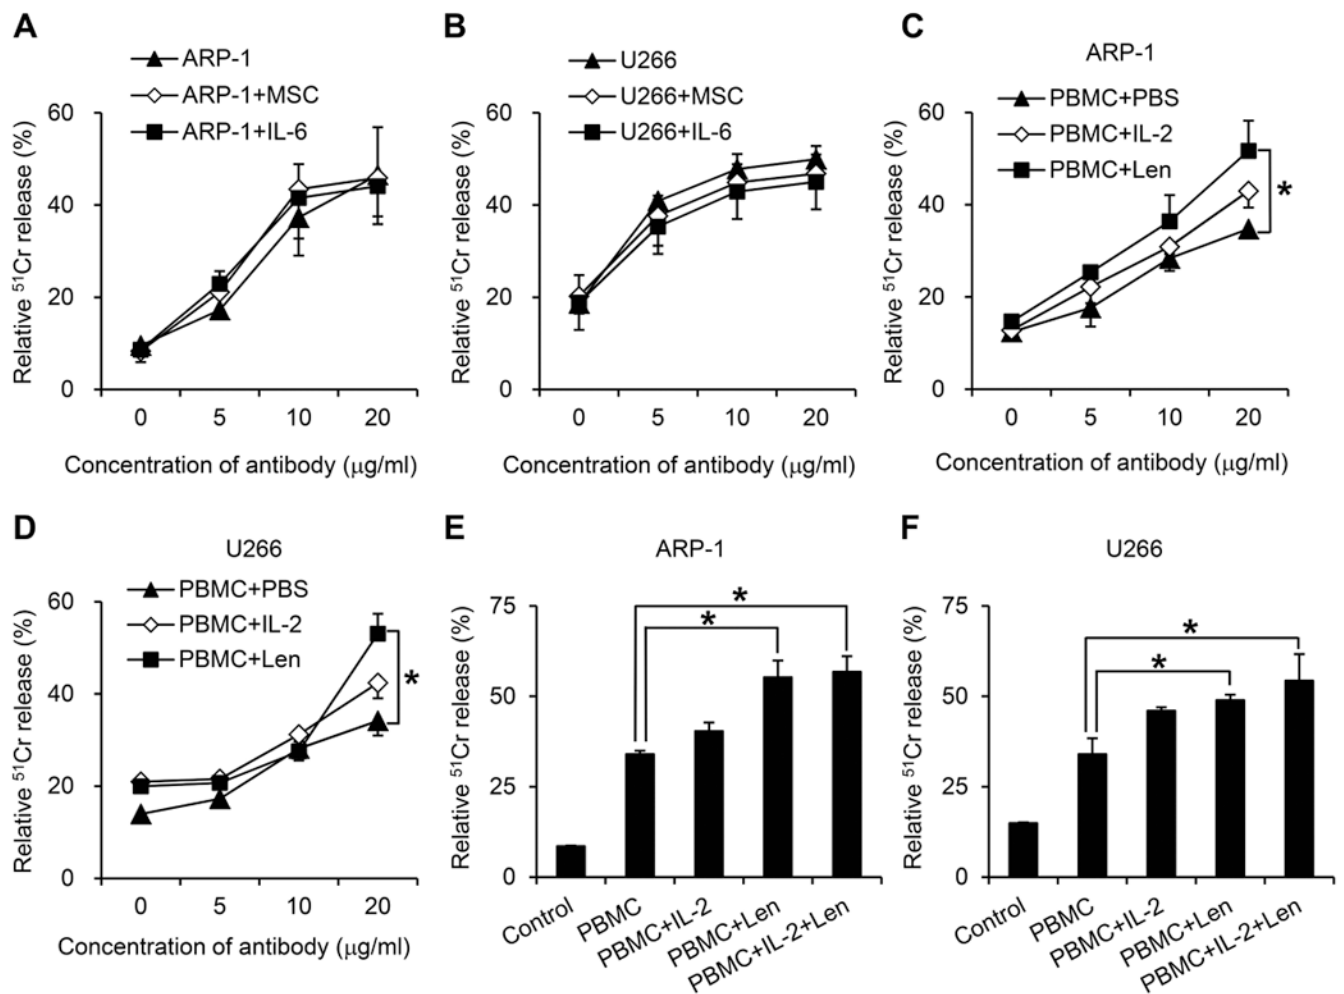 A
ARP-1
ARP-1+MSC
ARP-1+IL-6
Relative ⁵¹Cr release (%)
60
40
20
0
0 5 10 20
Concentration of antibody (μg/ml)
B
U266
U266+MSC
U266+IL-6
Relative ⁵¹Cr release (%)
60
40
20
0
0 5 10 20
Concentration of antibody (μg/ml)
C
ARP-1
PBMC+PBS
PBMC+IL-2
PBMC+Len
Relative ⁵¹Cr release (%)
60
40
20
0
*
0 5 10 20
Concentration of antibody (μg/ml)
D
U266
PBMC+PBS
PBMC+IL-2
PBMC+Len
Relative ⁵¹Cr release (%)
60
40
20
0
*
0 5 10 20
Concentration of antibody (μg/ml)
E
ARP-1
Relative ⁵¹Cr release (%)
75
50
25
0
*
*
Control
PBMC
PBMC+IL-2
PBMC+Len
PBMC+IL-2+Len
F
U266
Relative ⁵¹Cr release (%)
75
50
25
0
*
*
Control
PBMC
PBMC+IL-2
PBMC+Len
PBMC+IL-2+Len